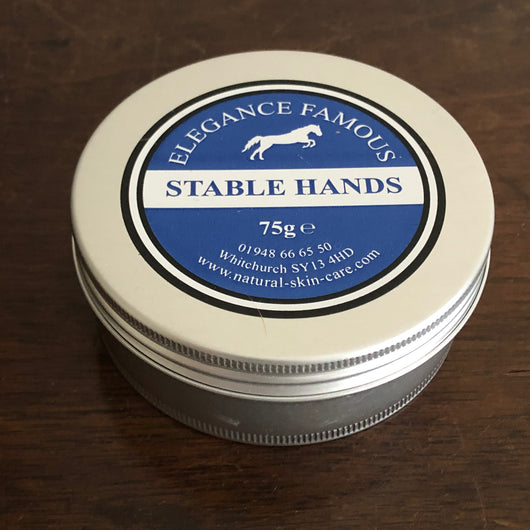 ELEGANCE FAMOUS
STABLE HANDS
75g ℮
01948 66 65 50
Whitchurch SY13 4HD
www.natural-skin-care.com